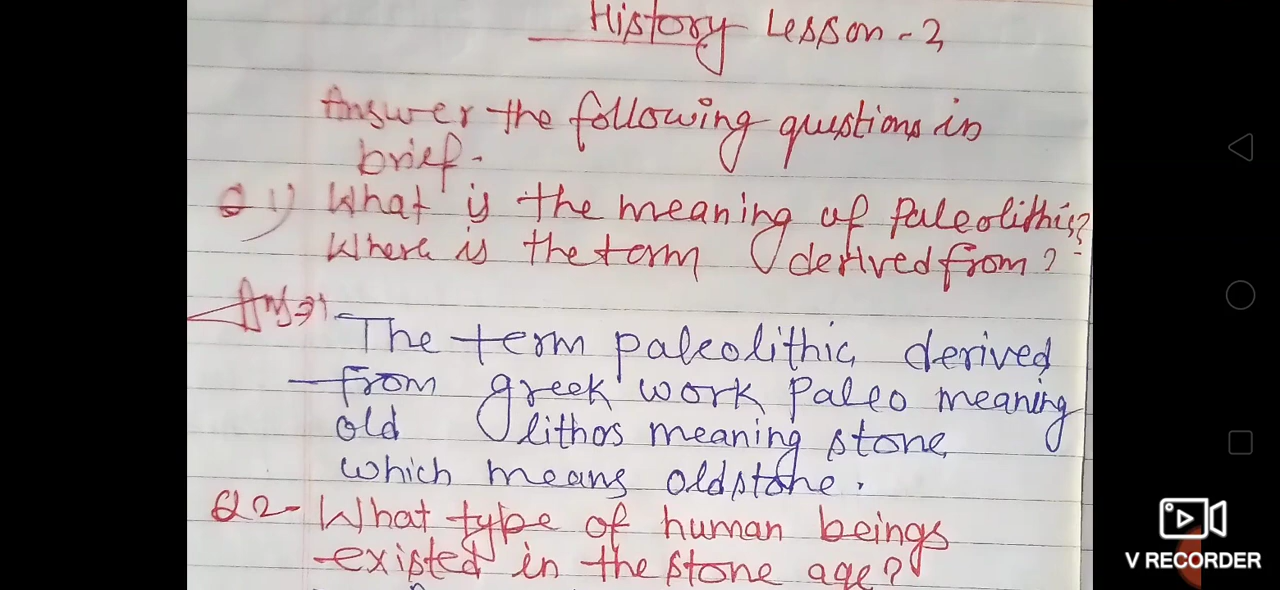 History Lesson - 2
Answer the following questions in
brief.
Q 1) What is the meaning of Paleolithic?
Where is the term derived from?
Ans→1
The term paleolithic derived
from greek work paleo meaning
old lithos meaning stone
which means oldstone.
Q2- What type of human beings
existed in the stone age?
V RECORDER